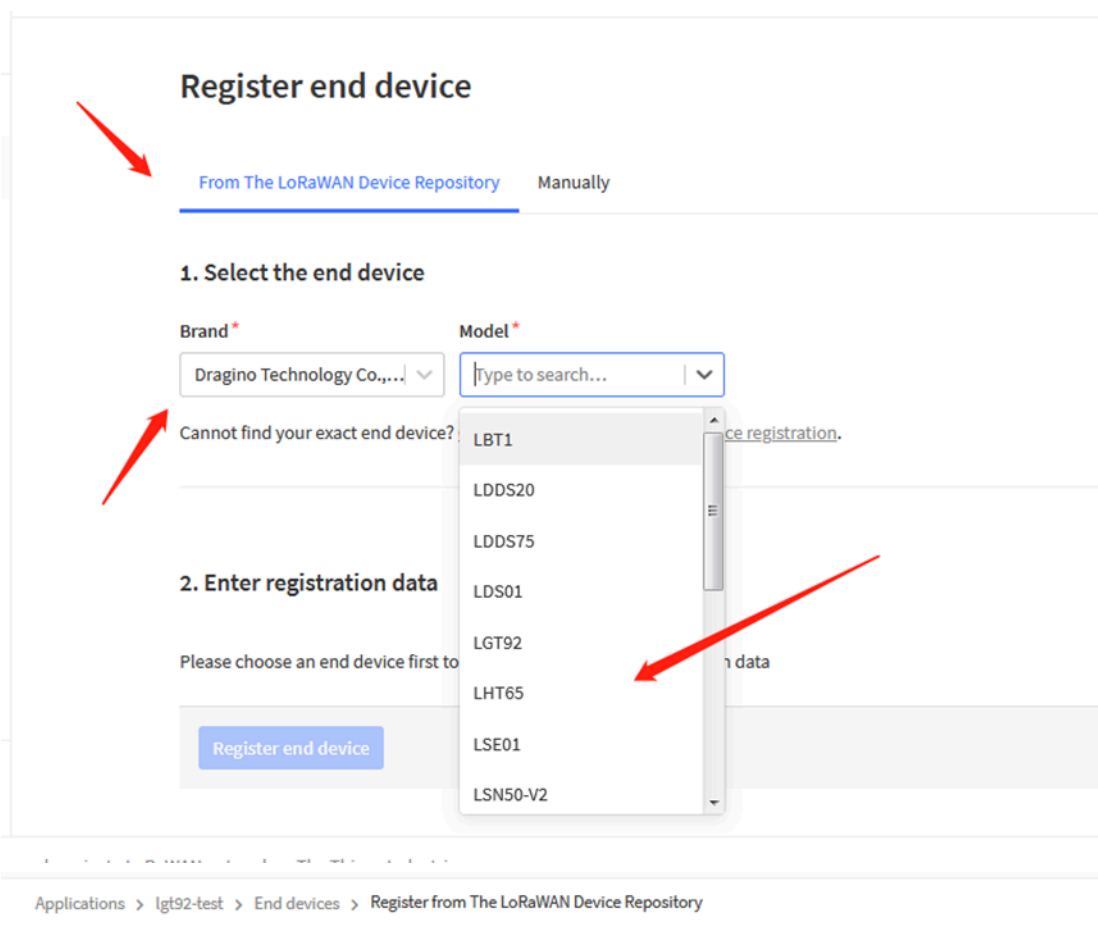 Register end device
From The LoRaWAN Device Repository Manually
1. Select the end device
Brand* Model*
Dragino Technology Co.,... Type to search...
Cannot find your exact end device? ce registration.
LBT1
LDDS20
LDDS75
LDS01
2. Enter registration data
LGT92
Please choose an end device first to n data
LHT65
LSE01
Register end device
LSN50-V2
Applications > lgt92-test > End devices > Register from The LoRaWAN Device Repository